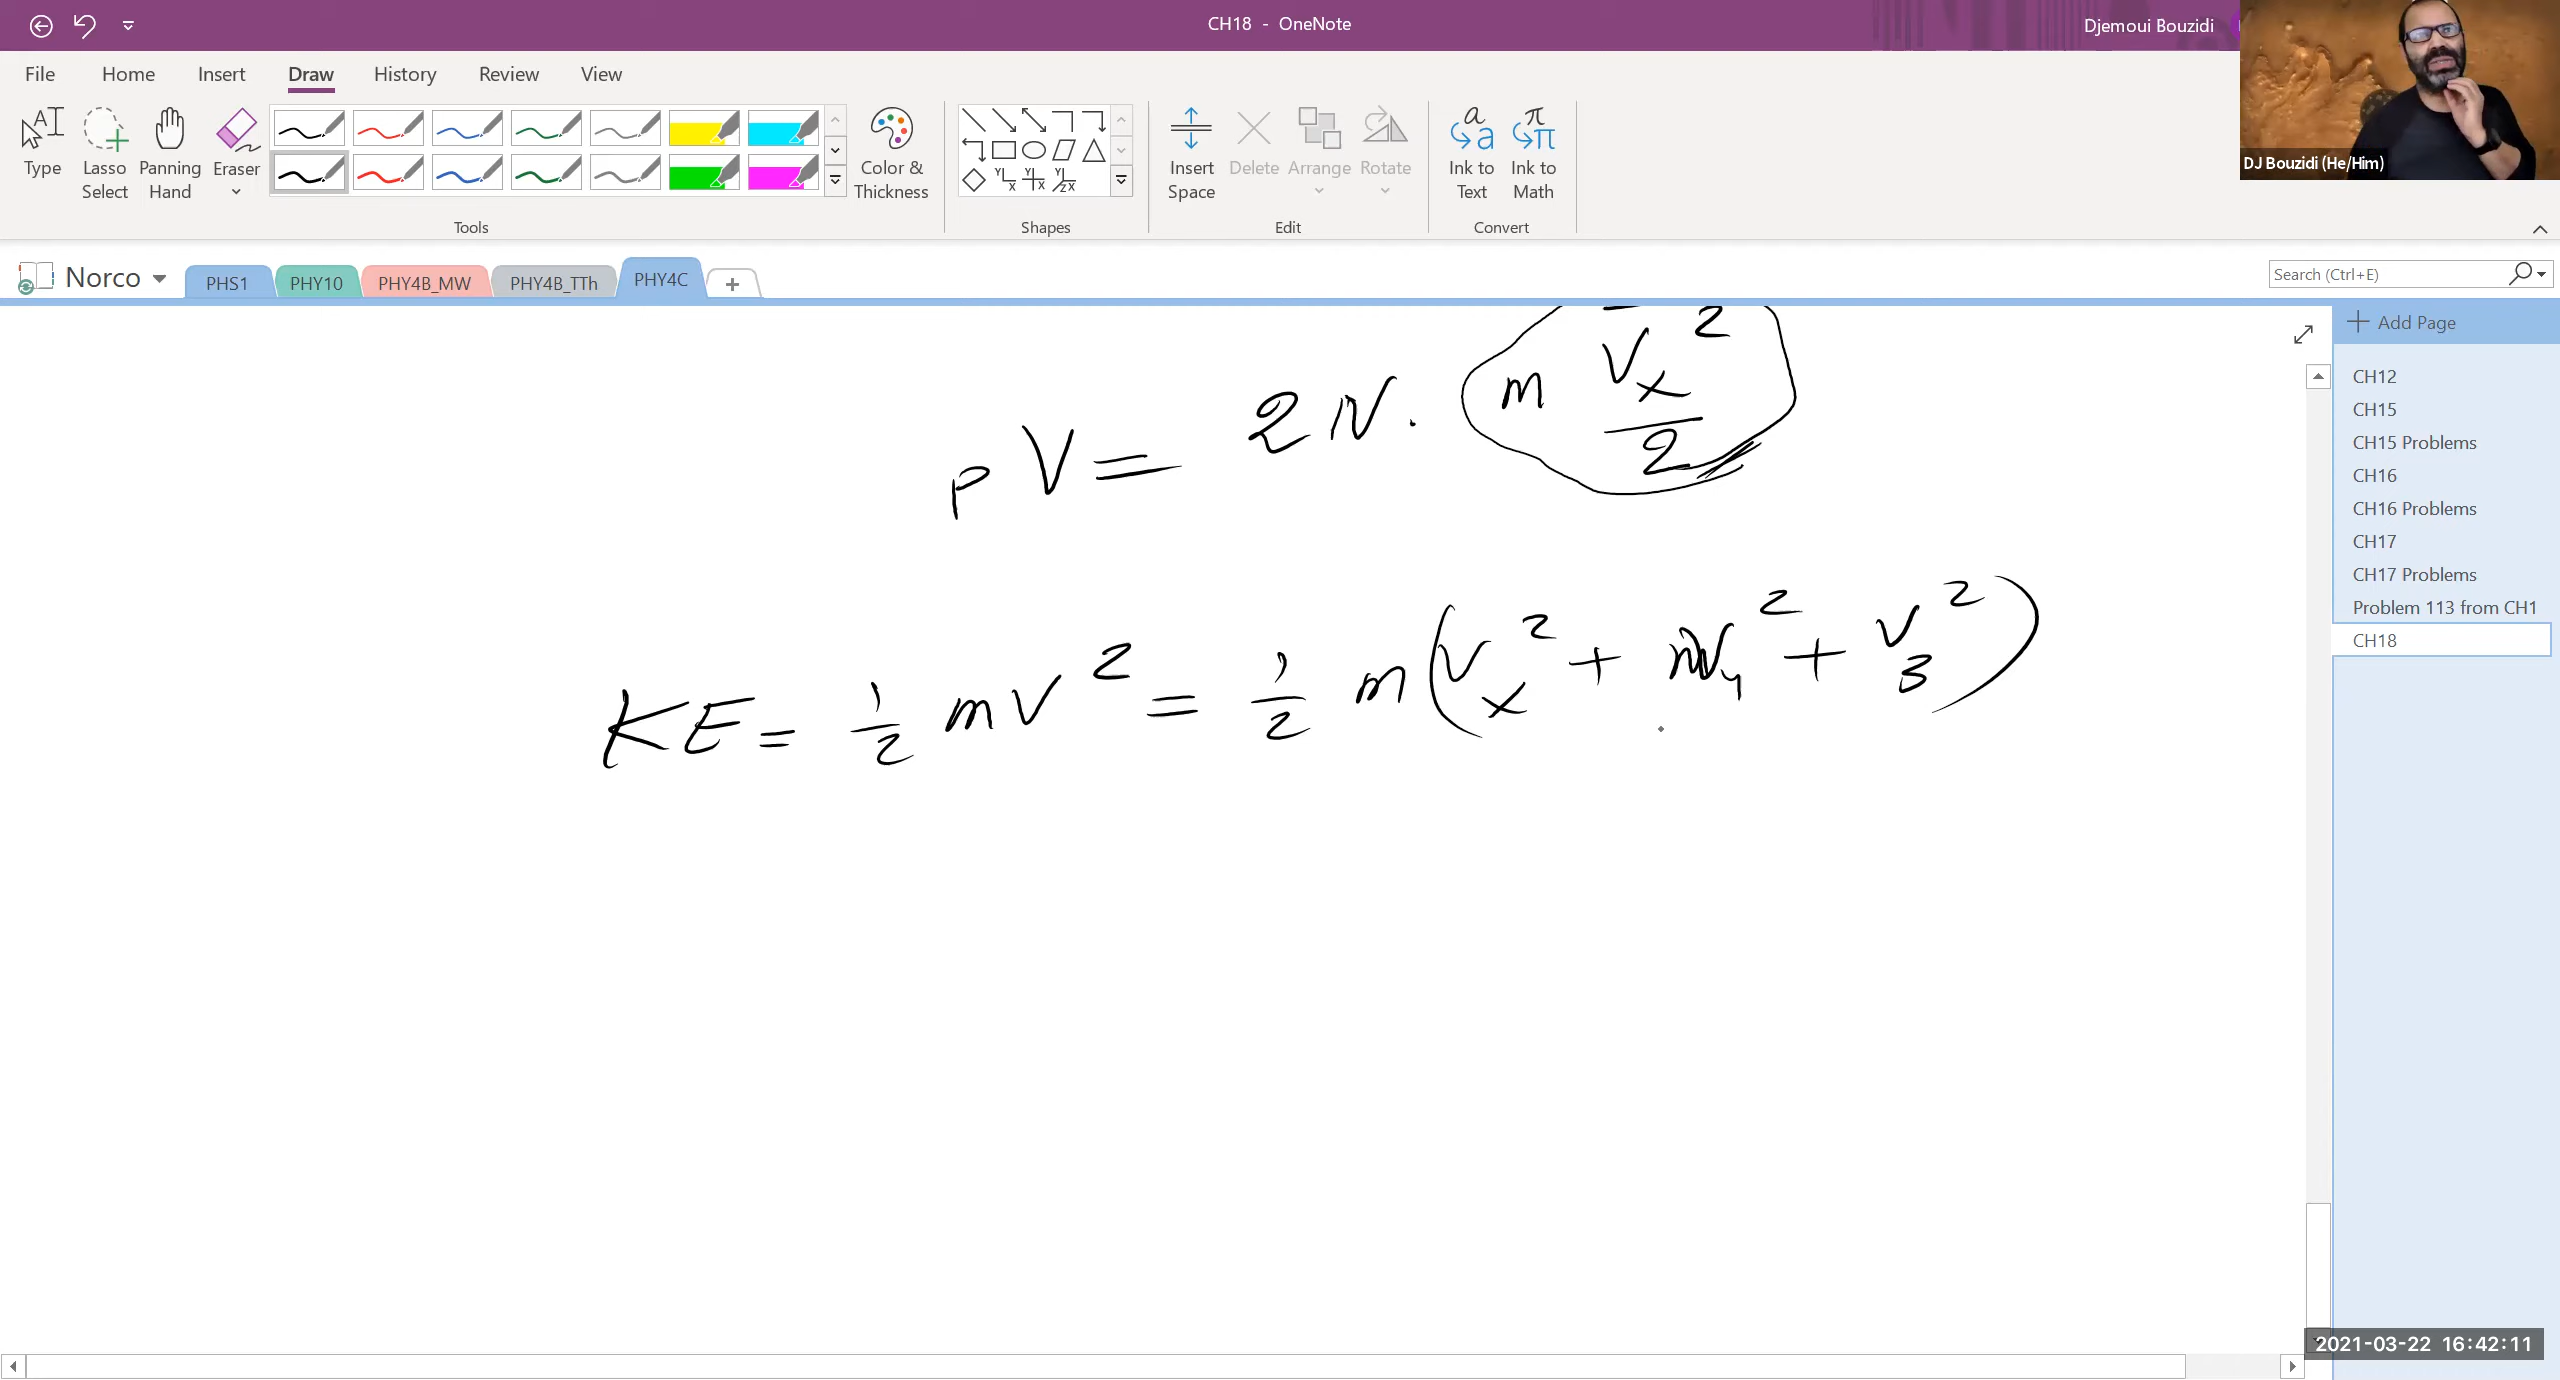 CH18 - OneNote
Djemoui Bouzidi
File Home Insert Draw History Review View
Type
Lasso Select
Panning Hand
Eraser
Color & Thickness
Insert Space
Delete
Arrange
Rotate
Ink to Text
Ink to Math
Tools Shapes Edit Convert
DJ Bouzidi (He/Him)
Norco PHS1 PHY10 PHY4B_MW PHY4B_TTh PHY4C
Search (Ctrl+E)
Add Page
CH12
CH15
CH15 Problems
CH16
CH16 Problems
CH17
CH17 Problems
Problem 113 from CH1
CH18
pV = 2N. m Vx²/2
KE = 1/2 mV² = 1/2 m(Vx² + Vy² + V3²)
2021-03-22 16:42:11